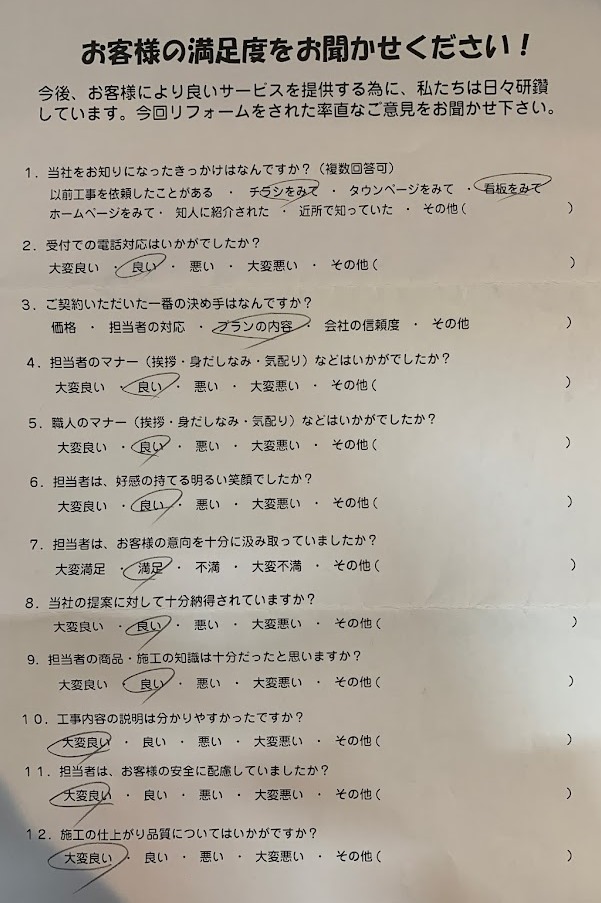 お客様の満足度をお聞かせください！
今後、お客様により良いサービスを提供する為に、私たちは日々研鑽
しています。今回リフォームをされた率直なご意見をお聞かせ下さい。
１．当社をお知りになったきっかけはなんですか？（複数回答可）
以前工事を依頼したことがある ・ チラシをみて ・ タウンページをみて ・ 看板をみて
ホームページをみて・ 知人に紹介された ・ 近所で知っていた ・ その他（ ）
２．受付での電話対応はいかがでしたか？
大変良い ・ 良い ・ 悪い ・ 大変悪い ・ その他（ ）
３．ご契約いただいた一番の決め手はなんですか？
価格 ・ 担当者の対応 ・ プランの内容 ・ 会社の信頼度 ・ その他 ）
４．担当者のマナー（挨拶・身だしなみ・気配り）などはいかがでしたか？
大変良い ・ 良い ・ 悪い ・ 大変悪い ・ その他（ ）
５．職人のマナー（挨拶・身だしなみ・気配り）などはいかがでしたか？
大変良い ・ 良い ・ 悪い ・ 大変悪い ・ その他（ ）
６．担当者は、好感の持てる明るい笑顔でしたか？
大変良い ・ 良い ・ 悪い ・ 大変悪い ・ その他（ ）
７．担当者は、お客様の意向を十分に汲み取っていましたか？
大変満足 ・ 満足 ・ 不満 ・ 大変不満 ・ その他（ ）
８．当社の提案に対して十分納得されていますか？
大変良い ・ 良い ・ 悪い ・ 大変悪い ・ その他（ ）
９．担当者の商品・施工の知識は十分だったと思いますか？
大変良い ・ 良い ・ 悪い ・ 大変悪い ・ その他（ ）
１０．工事内容の説明は分かりやすかったですか？
大変良い ・ 良い ・ 悪い ・ 大変悪い ・ その他（ ）
１１．担当者は、お客様の安全に配慮していましたか？
大変良い ・ 良い ・ 悪い ・ 大変悪い ・ その他（ ）
１２．施工の仕上がり品質についてはいかがですか？
大変良い ・ 良い ・ 悪い ・ 大変悪い ・ その他（ ）